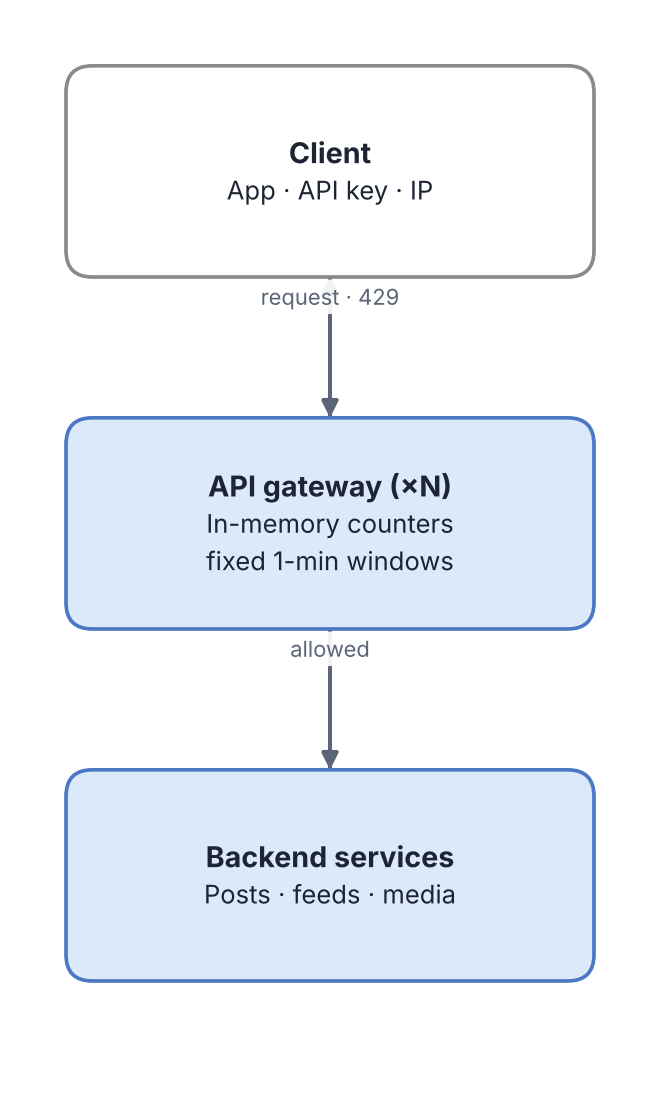 Client
App · API key · IP
request · 429
API gateway (×N)
In-memory counters
fixed 1-min windows
allowed
Backend services
Posts · feeds · media